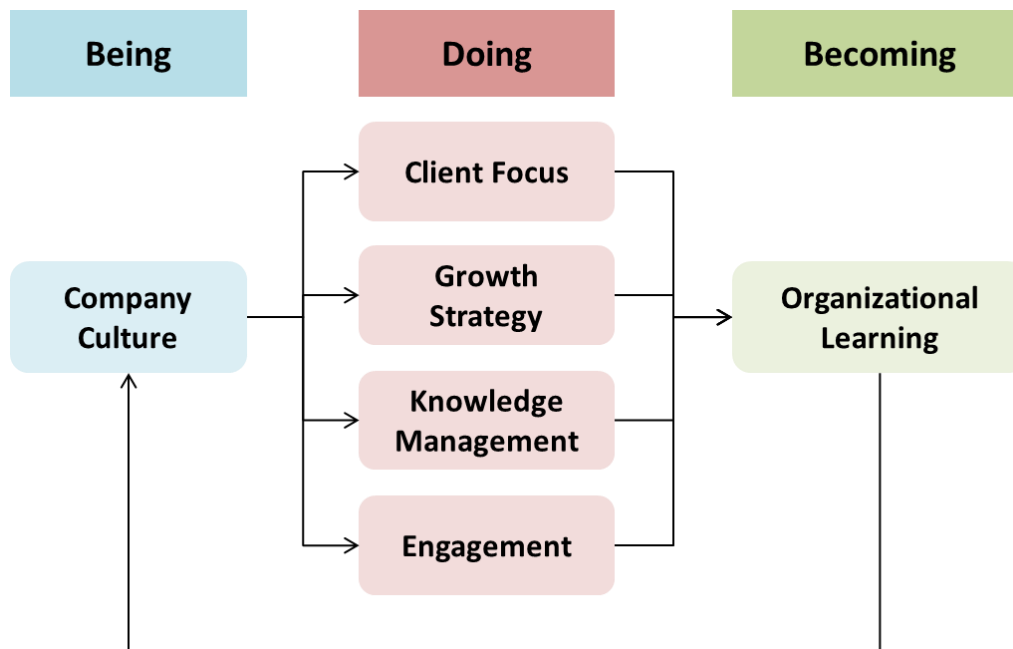 Being
Doing
Becoming
Client Focus
Growth
Strategy
Company
Culture
Organizational
Learning
Knowledge
Management
Engagement